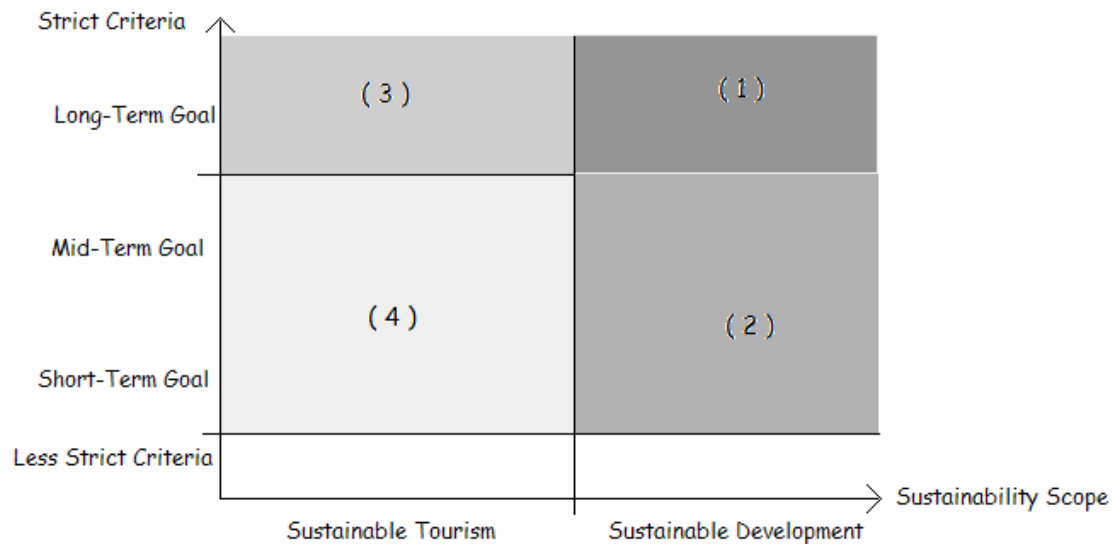 Strict Criteria
( 3 )
( 1 )
Long-Term Goal
Mid-Term Goal
( 4 )
( 2 )
Short-Term Goal
Less Strict Criteria
Sustainability Scope
Sustainable Tourism
Sustainable Development